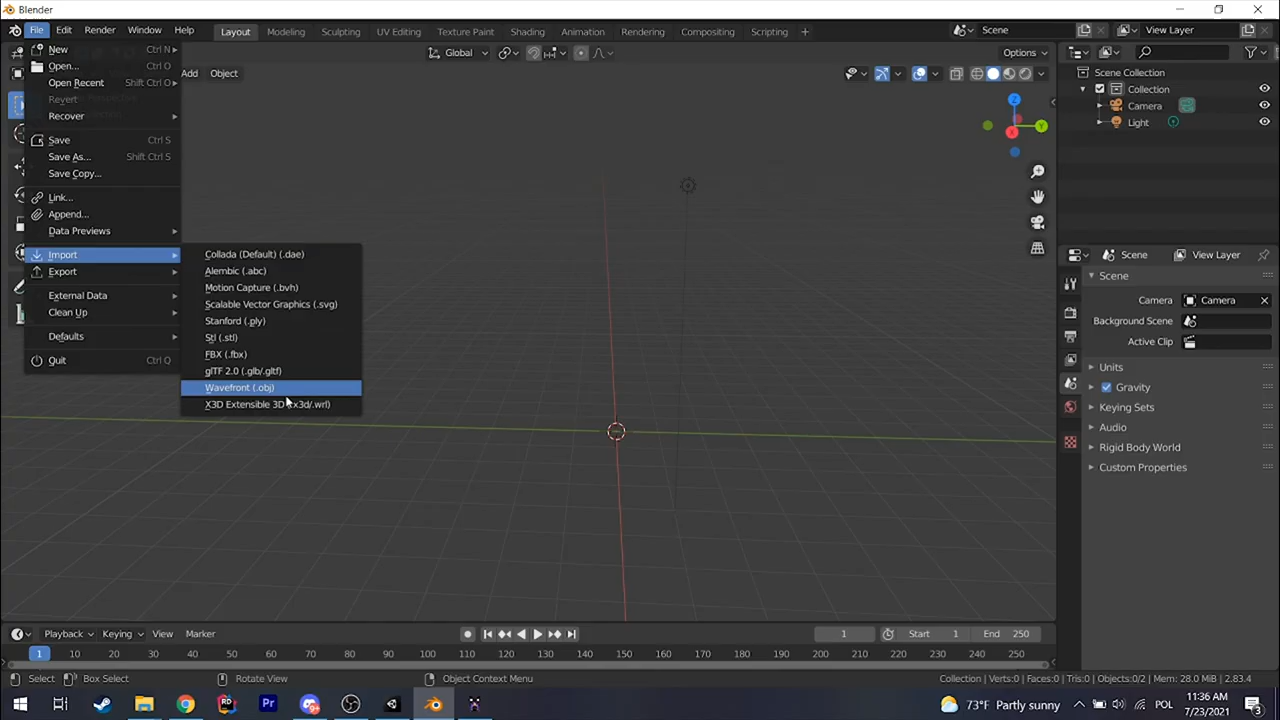 Blender
File Edit Render Window Help Layout Modeling Sculpting UV Editing Texture Paint Shading Animation Rendering Compositing Scripting + Scene View Layer
Global Options
Add Object
New Ctrl N
Open... Ctrl O
Open Recent Shift Ctrl O
Revert
Recover
Save Ctrl S
Save As... Shift Ctrl S
Save Copy...
Link...
Append...
Data Previews
Import
Export
External Data
Clean Up
Defaults
Quit Ctrl Q
Collada (Default) (.dae)
Alembic (.abc)
Motion Capture (.bvh)
Scalable Vector Graphics (.svg)
Stanford (.ply)
Stl (.stl)
FBX (.fbx)
glTF 2.0 (.glb/.gltf)
Wavefront (.obj)
X3D Extensible 3D (.x3d/.wrl)
Z
Y
X
Scene Collection
Collection
Camera
Light
Scene View Layer
Scene
Camera Camera
Background Scene
Active Clip
Units
Gravity
Keying Sets
Audio
Rigid Body World
Custom Properties
Playback Keying View Marker 1 Start 1 End 250
1 10 20 30 40 50 60 70 80 90 100 110 120 130 140 150 160 170 180 190 200 210 220 230 240 250
Select Box Select Rotate View Object Context Menu Collection | Verts:0 | Faces:0 | Tris:0 | Objects:0/2 | Mem: 28.0 MiB | 2.83.4
73°F Partly sunny POL 11:36 AM
7/23/2021
3